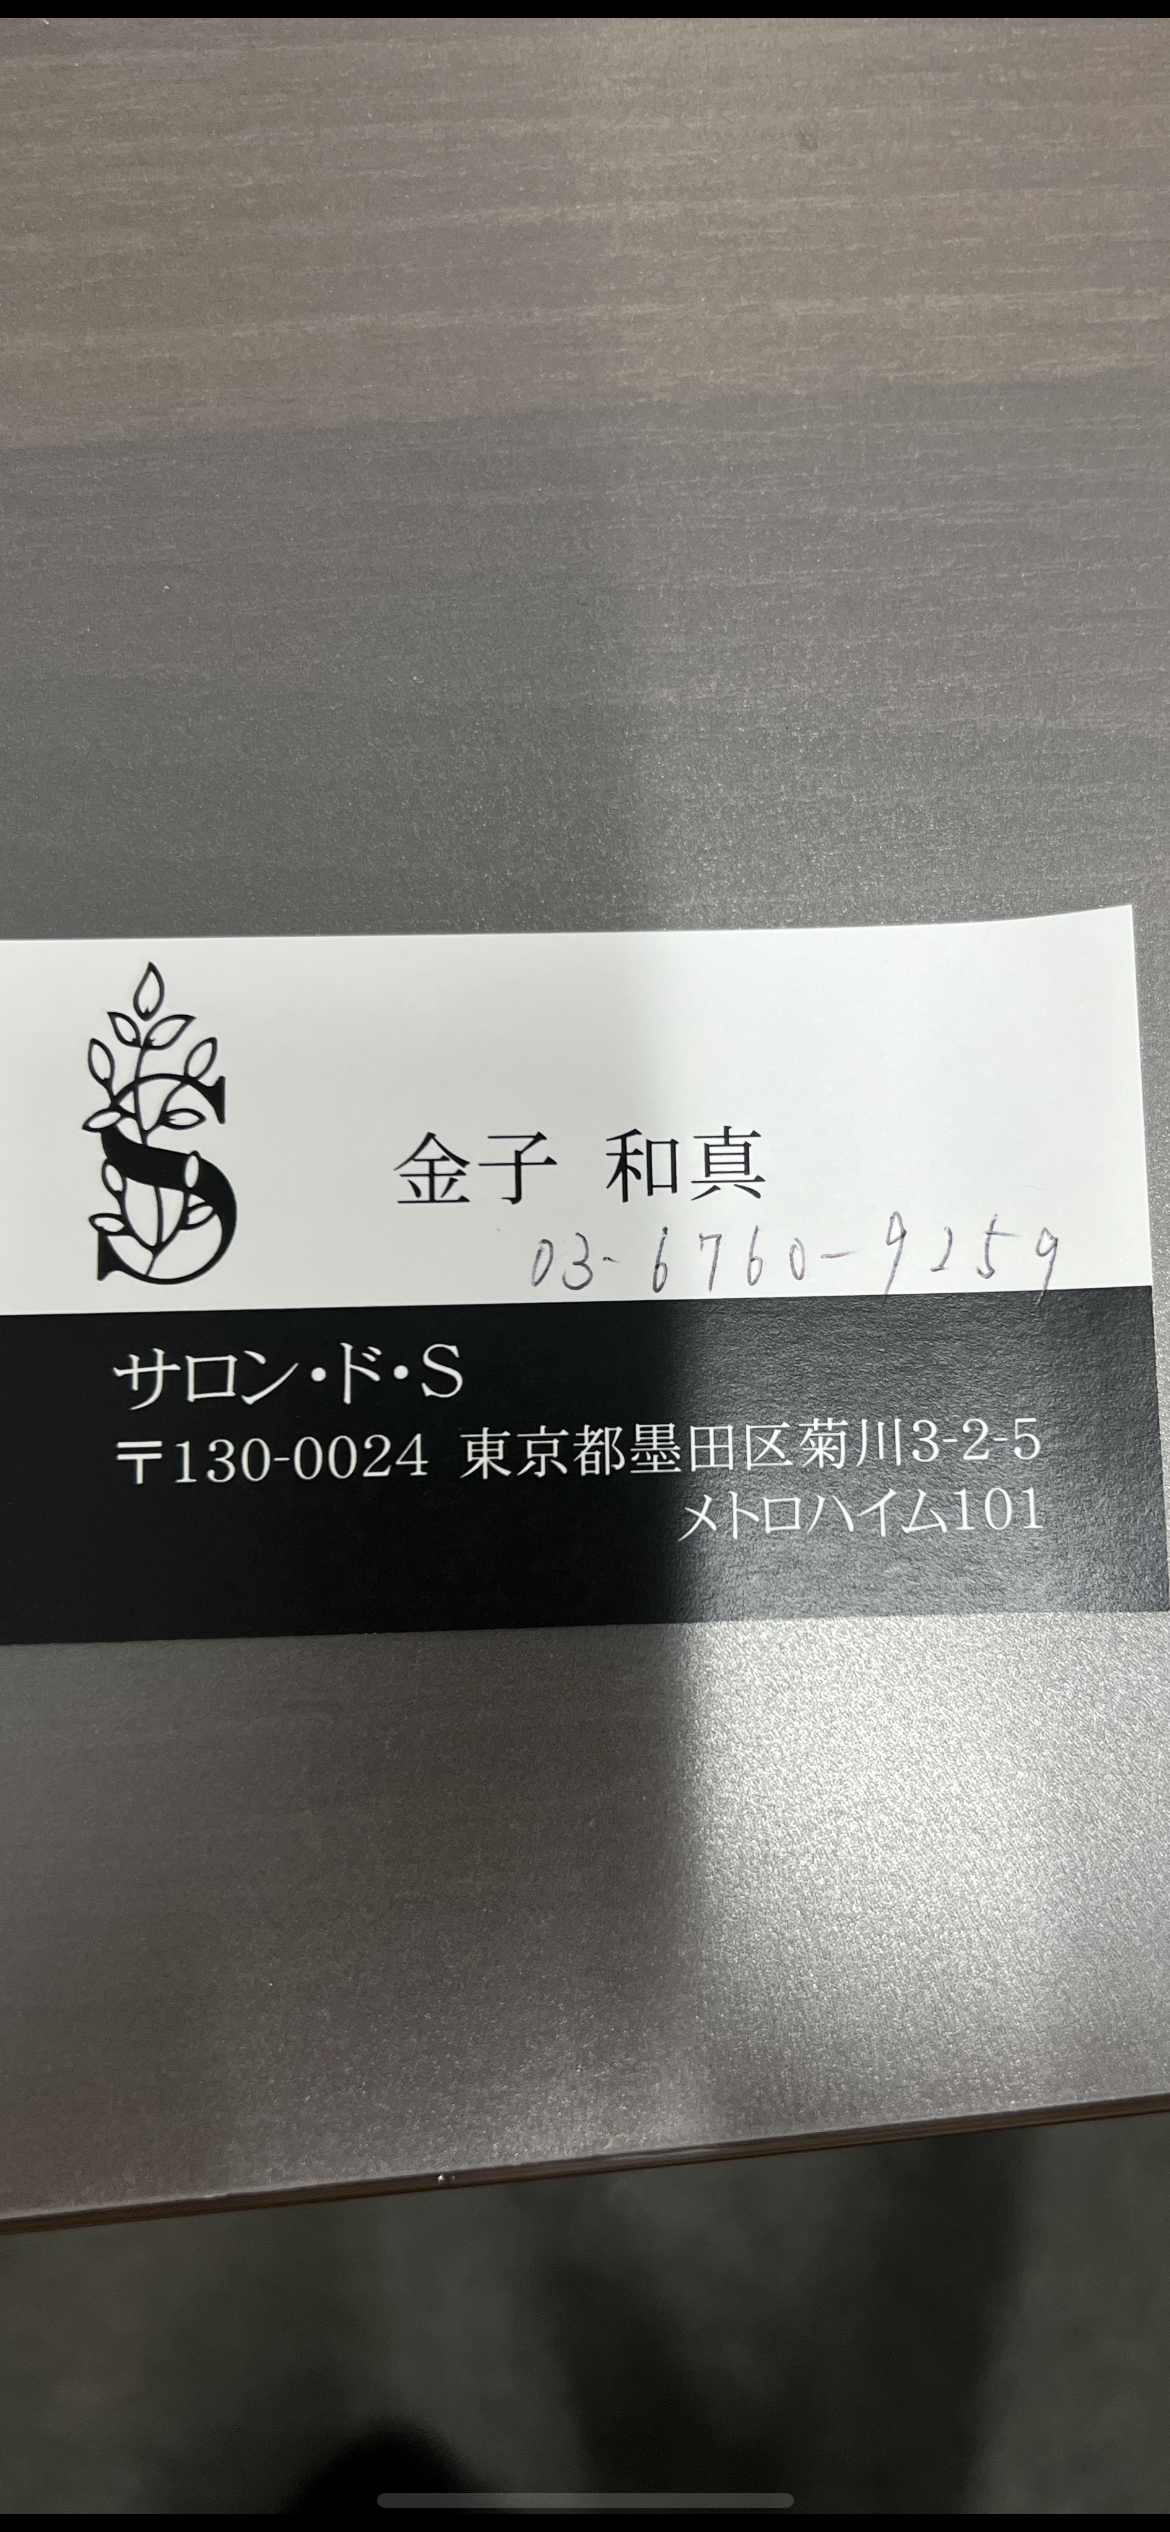 金子 和真
03-6760-9259
サロン・ド・S
〒130-0024 東京都墨田区菊川3-2-5
メトロハイム101